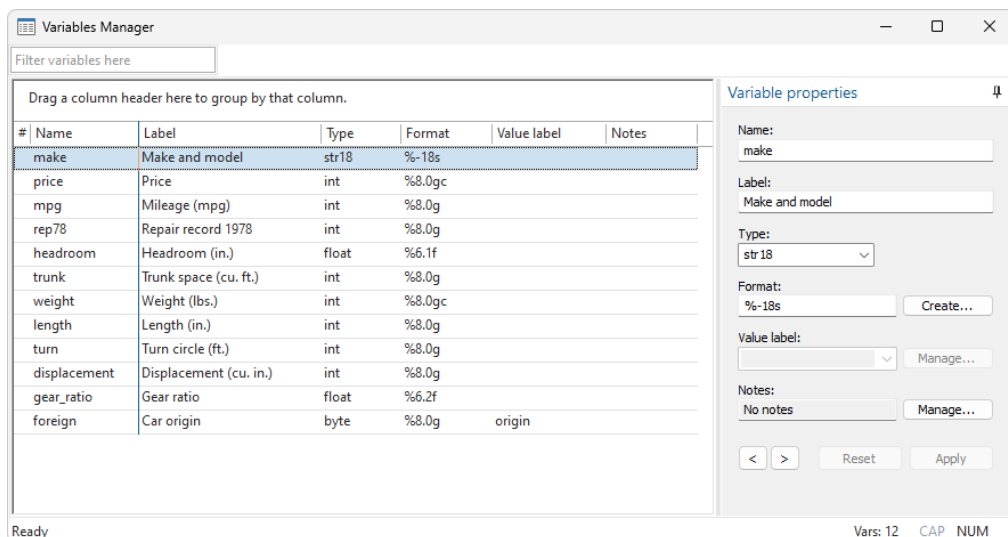 Variables Manager
Filter variables here
Drag a column header here to group by that column.
# Name Label Type Format Value label Notes
make Make and model str18 %-18s
price Price int %8.0gc
mpg Mileage (mpg) int %8.0g
rep78 Repair record 1978 int %8.0g
headroom Headroom (in.) float %6.1f
trunk Trunk space (cu. ft.) int %8.0g
weight Weight (lbs.) int %8.0gc
length Length (in.) int %8.0g
turn Turn circle (ft.) int %8.0g
displacement Displacement (cu. in.) int %8.0g
gear_ratio Gear ratio float %6.2f
foreign Car origin byte %8.0g origin
Variable properties
Name:
make
Label:
Make and model
Type:
str18
Format:
%-18s Create...
Value label:
Manage...
Notes:
No notes Manage...
< > Reset Apply
Ready Vars: 12 CAP NUM